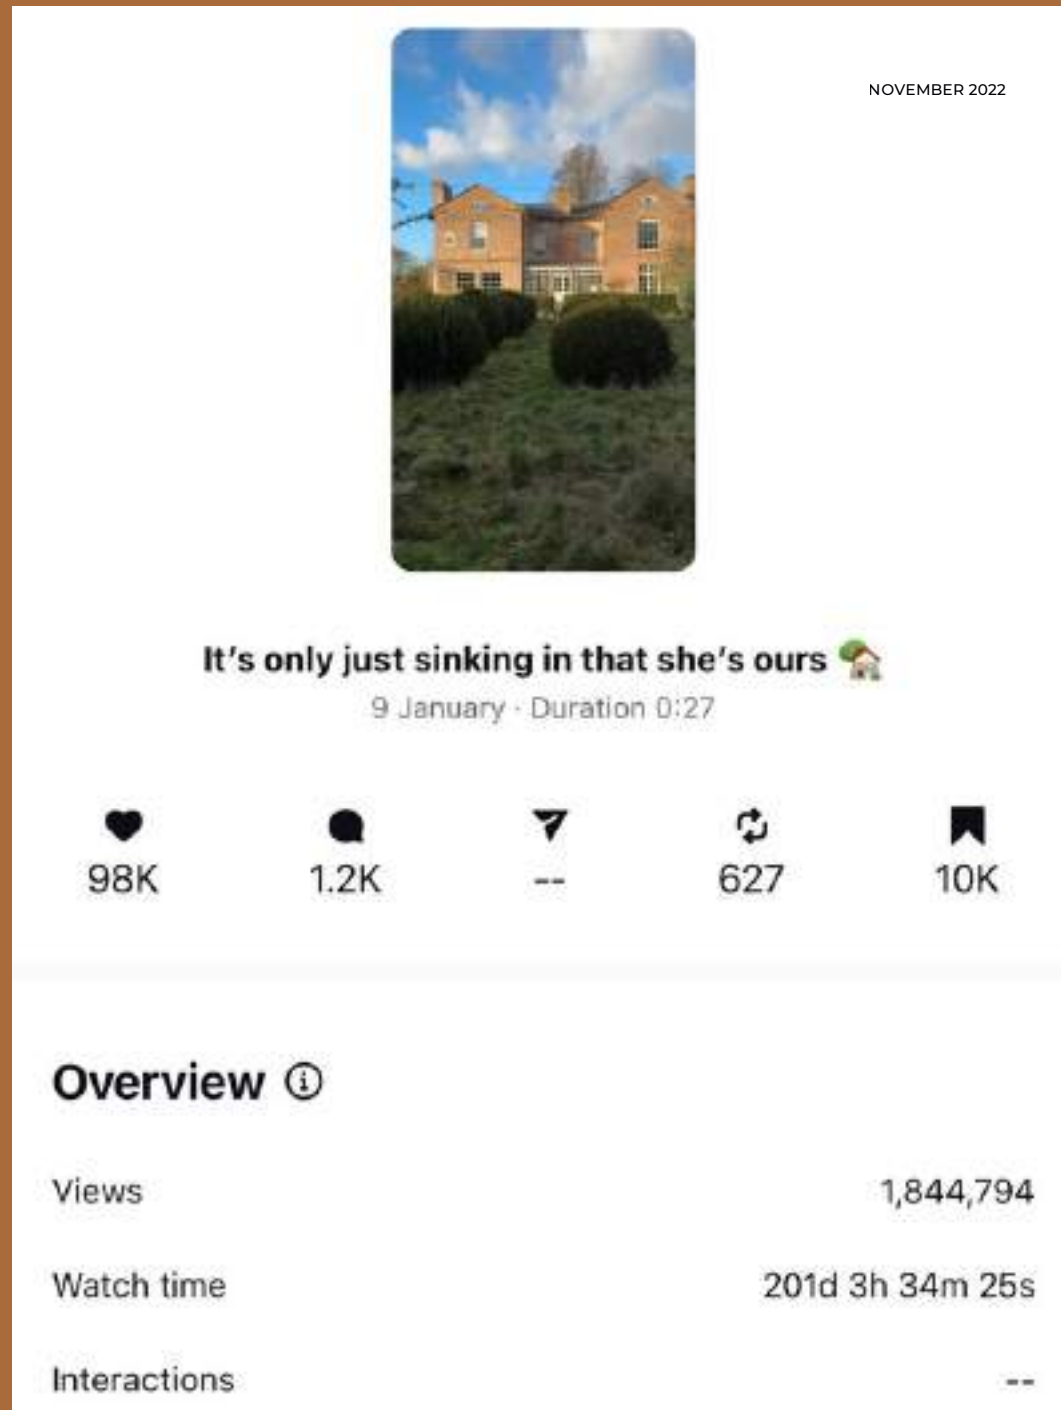 NOVEMBER 2022
It's only just sinking in that she's ours 🏡
9 January · Duration 0:27
98K 1.2K -- 627 10K
Overview
Views 1,844,794
Watch time 201d 3h 34m 25s
Interactions --